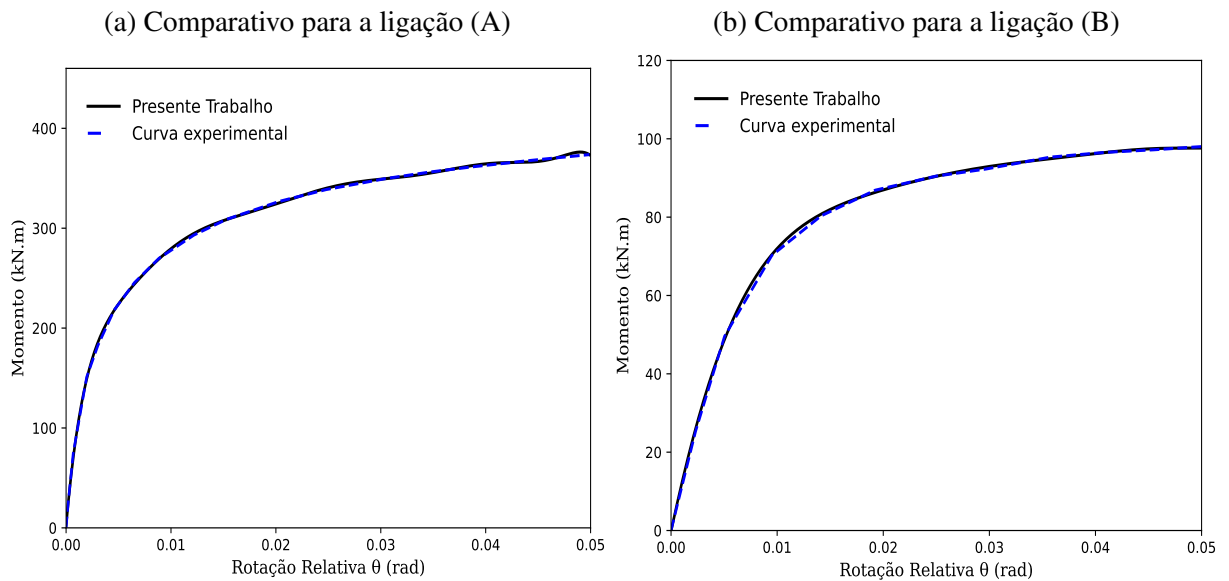 (a) Comparativo para a ligação (A)
Presente Trabalho
Curva experimental
Momento (kN.m)
400
300
200
100
0
0.00 0.01 0.02 0.03 0.04 0.05
Rotação Relativa θ (rad)
(b) Comparativo para a ligação (B)
Presente Trabalho
Curva experimental
Momento (kN.m)
120
100
80
60
40
20
0
0.00 0.01 0.02 0.03 0.04 0.05
Rotação Relativa θ (rad)